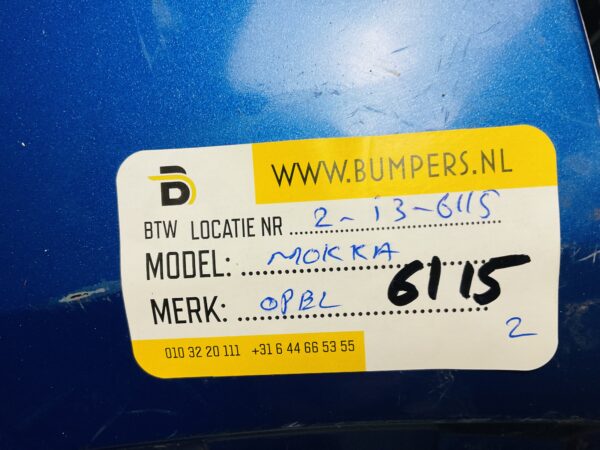 WWW.BUMPERS.NL
B
BTW LOCATIE NR 2-13-6115
MODEL: MOKKA
MERK: OPEL 6115
2
010 32 20 111 +31 6 44 66 53 55